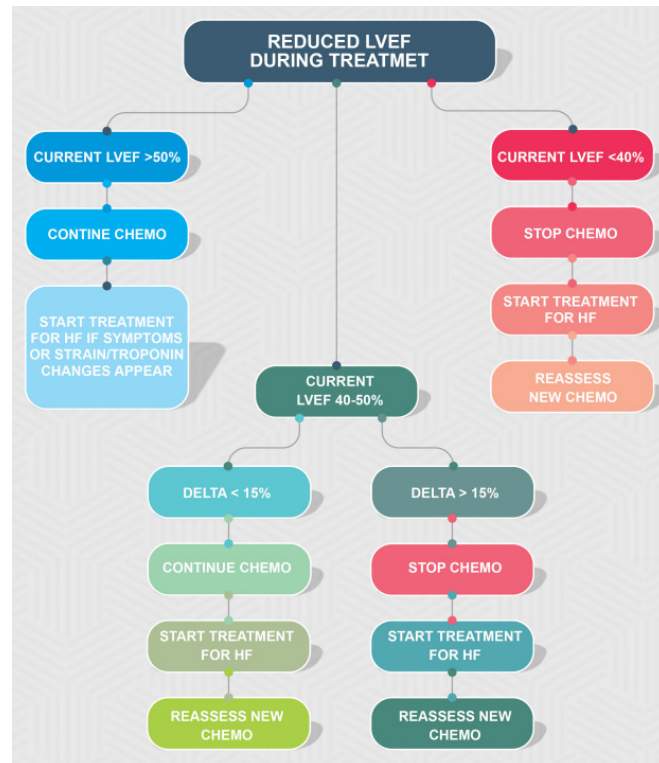 REDUCED LVEF
DURING TREATMET
CURRENT LVEF >50%
CONTINE CHEMO
START TREATMENT
FOR HF IF SYMPTOMS
OR STRAIN/TROPONIN
CHANGES APPEAR
CURRENT LVEF <40%
STOP CHEMO
START TREATMENT
FOR HF
REASSESS
NEW CHEMO
CURRENT
LVEF 40-50%
DELTA < 15%
CONTINUE CHEMO
START TREATMENT
FOR HF
REASSESS NEW
CHEMO
DELTA > 15%
STOP CHEMO
START TREATMENT
FOR HF
REASSESS NEW
CHEMO